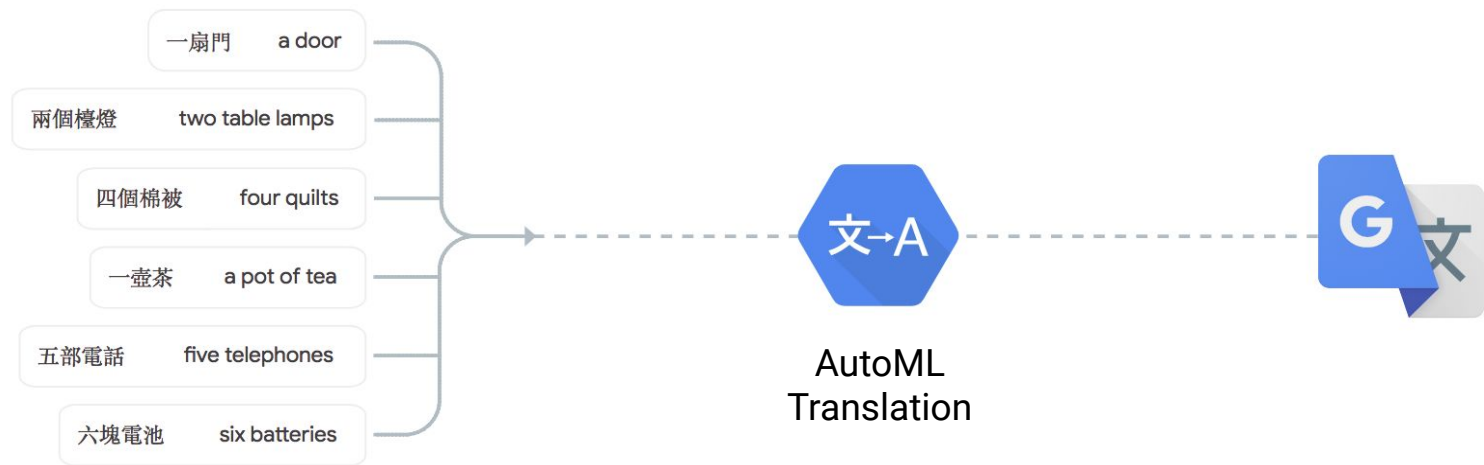 一扇門 a door
兩個檯燈 two table lamps
四個棉被 four quilts
一壺茶 a pot of tea
五部電話 five telephones
六塊電池 six batteries
文→A
AutoML
Translation
G 文